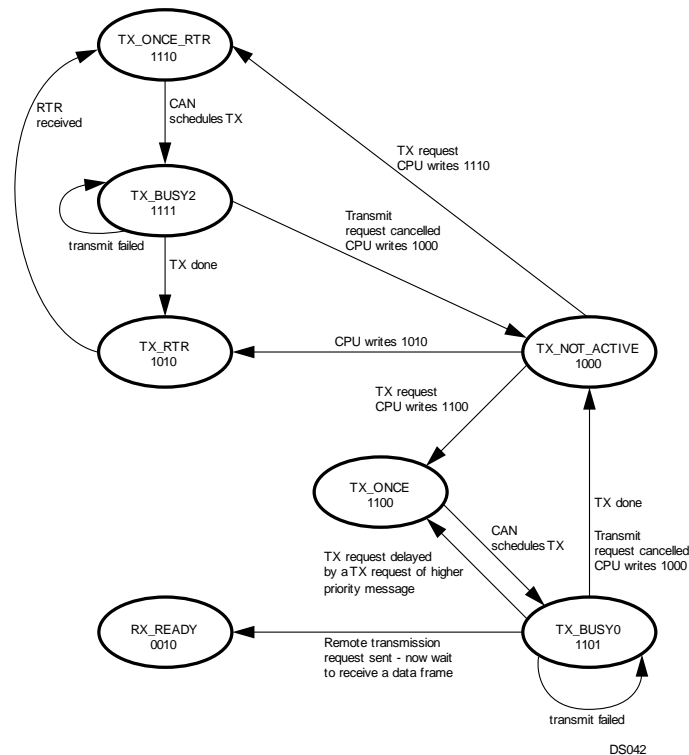 TX_ONCE_RTR
1110
RTR
received
CAN
schedules TX
TX request
CPU writes 1110
TX_BUSY2
1111
transmit failed
Transmit
request cancelled
CPU writes 1000
TX done
TX_RTR
1010
CPU writes 1010
TX_NOT_ACTIVE
1000
TX request
CPU writes 1100
TX_ONCE
1100
CAN
schedules TX
TX done
Transmit
request cancelled
CPU writes 1000
TX request delayed
by a TX request of higher
priority message
RX_READY
0010
TX_BUSY0
1101
Remote transmission
request sent - now wait
to receive a data frame
transmit failed
DS042